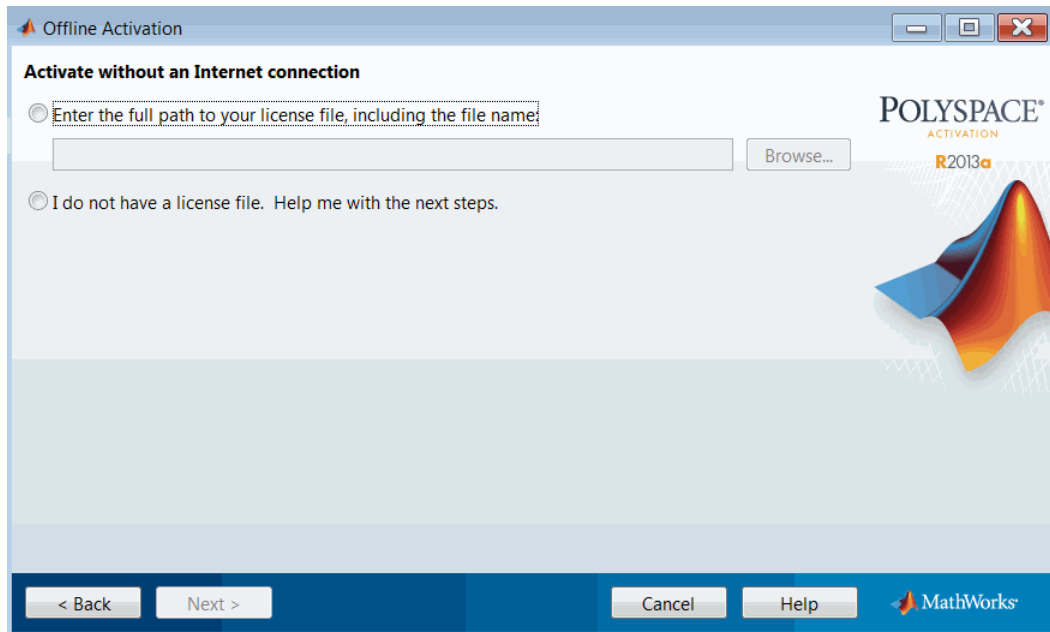 Offline Activation
Activate without an Internet connection
Enter the full path to your license file, including the file name:
Browse...
I do not have a license file.  Help me with the next steps.
POLYSPACE®
ACTIVATION
R2013a
< Back
Next >
Cancel
Help
MathWorks®